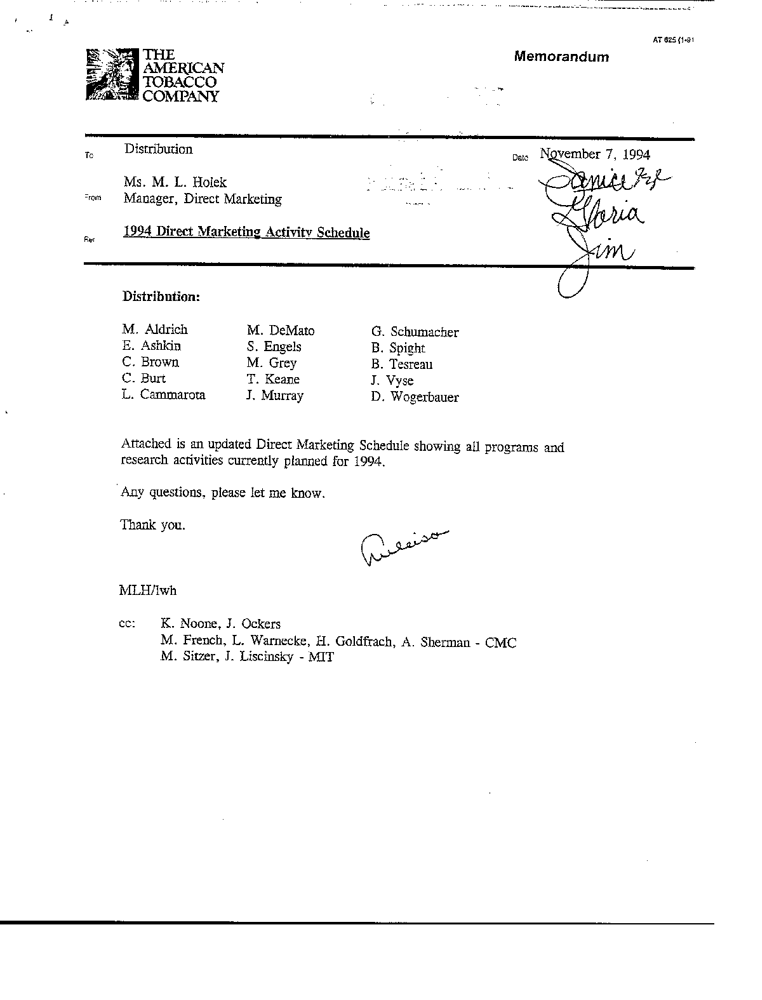 AT 625 (1-91
THE
AMERICAN
TOBACCO
COMPANY
Memorandum
To Distribution
Date November 7, 1994
Janice
Gloria
Jim
Ms. M. L. Holek
From Manager, Direct Marketing
Ref 1994 Direct Marketing Activity Schedule
Distribution:
M. Aldrich M. DeMato G. Schumacher
E. Ashkin S. Engels B. Spight
C. Brown M. Grey B. Tesreau
C. Burt T. Keane J. Vyse
L. Cammarota J. Murray D. Wogerbauer
Attached is an updated Direct Marketing Schedule showing all programs and
research activities currently planned for 1994.
Any questions, please let me know.
Thank you.
MLH/lwh
cc: K. Noone, J. Ockers
M. French, L. Warnecke, H. Goldfrach, A. Sherman - CMC
M. Sitzer, J. Liscinsky - MIT